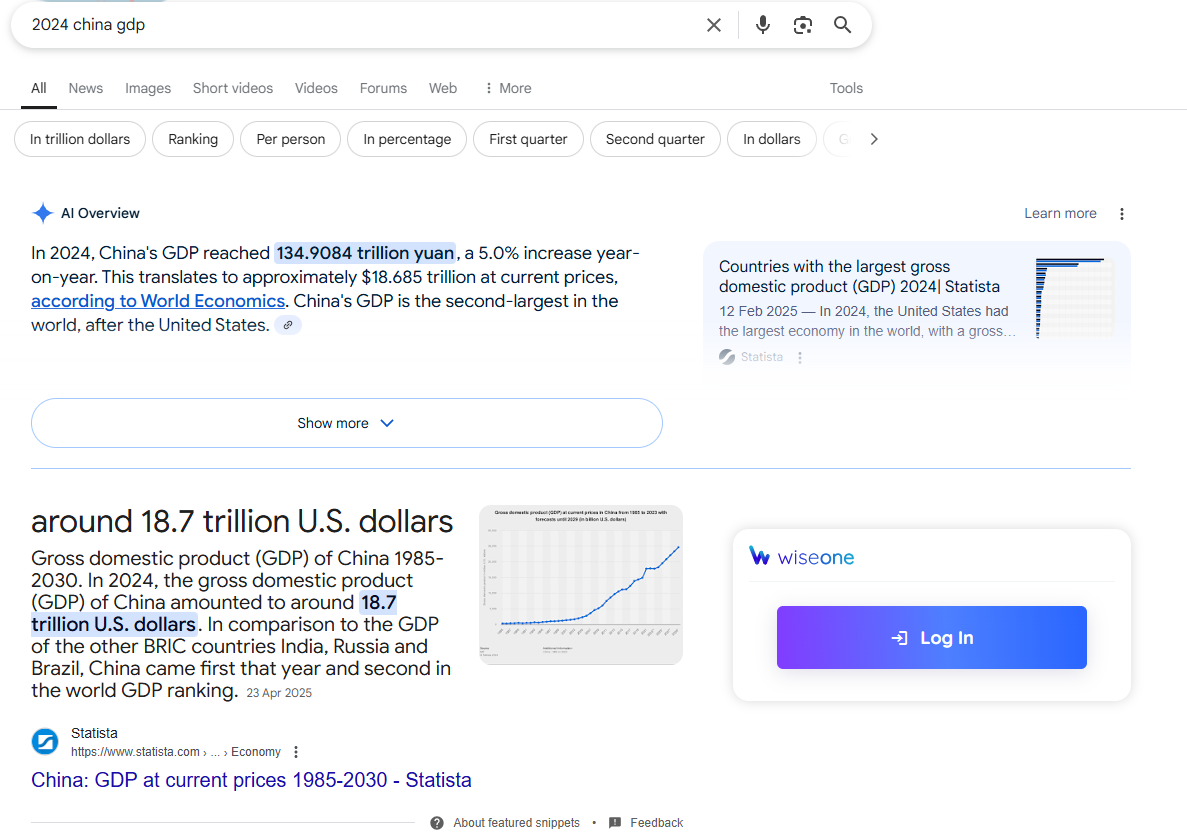 2024 china gdp
All News Images Short videos Videos Forums Web More Tools
In trillion dollars Ranking Per person In percentage First quarter Second quarter In dollars
AI Overview
Learn more
In 2024, China's GDP reached 134.9084 trillion yuan, a 5.0% increase year-
on-year. This translates to approximately $18.685 trillion at current prices,
according to World Economics. China's GDP is the second-largest in the
world, after the United States.
Countries with the largest gross
domestic product (GDP) 2024| Statista
12 Feb 2025 — In 2024, the United States had
the largest economy in the world, with a gross…
Statista
Show more
around 18.7 trillion U.S. dollars
Gross domestic product (GDP) of China 1985-
2030. In 2024, the gross domestic product
(GDP) of China amounted to around 18.7
trillion U.S. dollars. In comparison to the GDP
of the other BRIC countries India, Russia and
Brazil, China came first that year and second in
the world GDP ranking. 23 Apr 2025
Gross domestic product (GDP) at current prices in China from 1985 to 2023 with
forecasts until 2029 (in billion U.S. dollars)
wiseone
Log In
Statista
https://www.statista.com › ... › Economy
China: GDP at current prices 1985-2030 - Statista
About featured snippets • Feedback